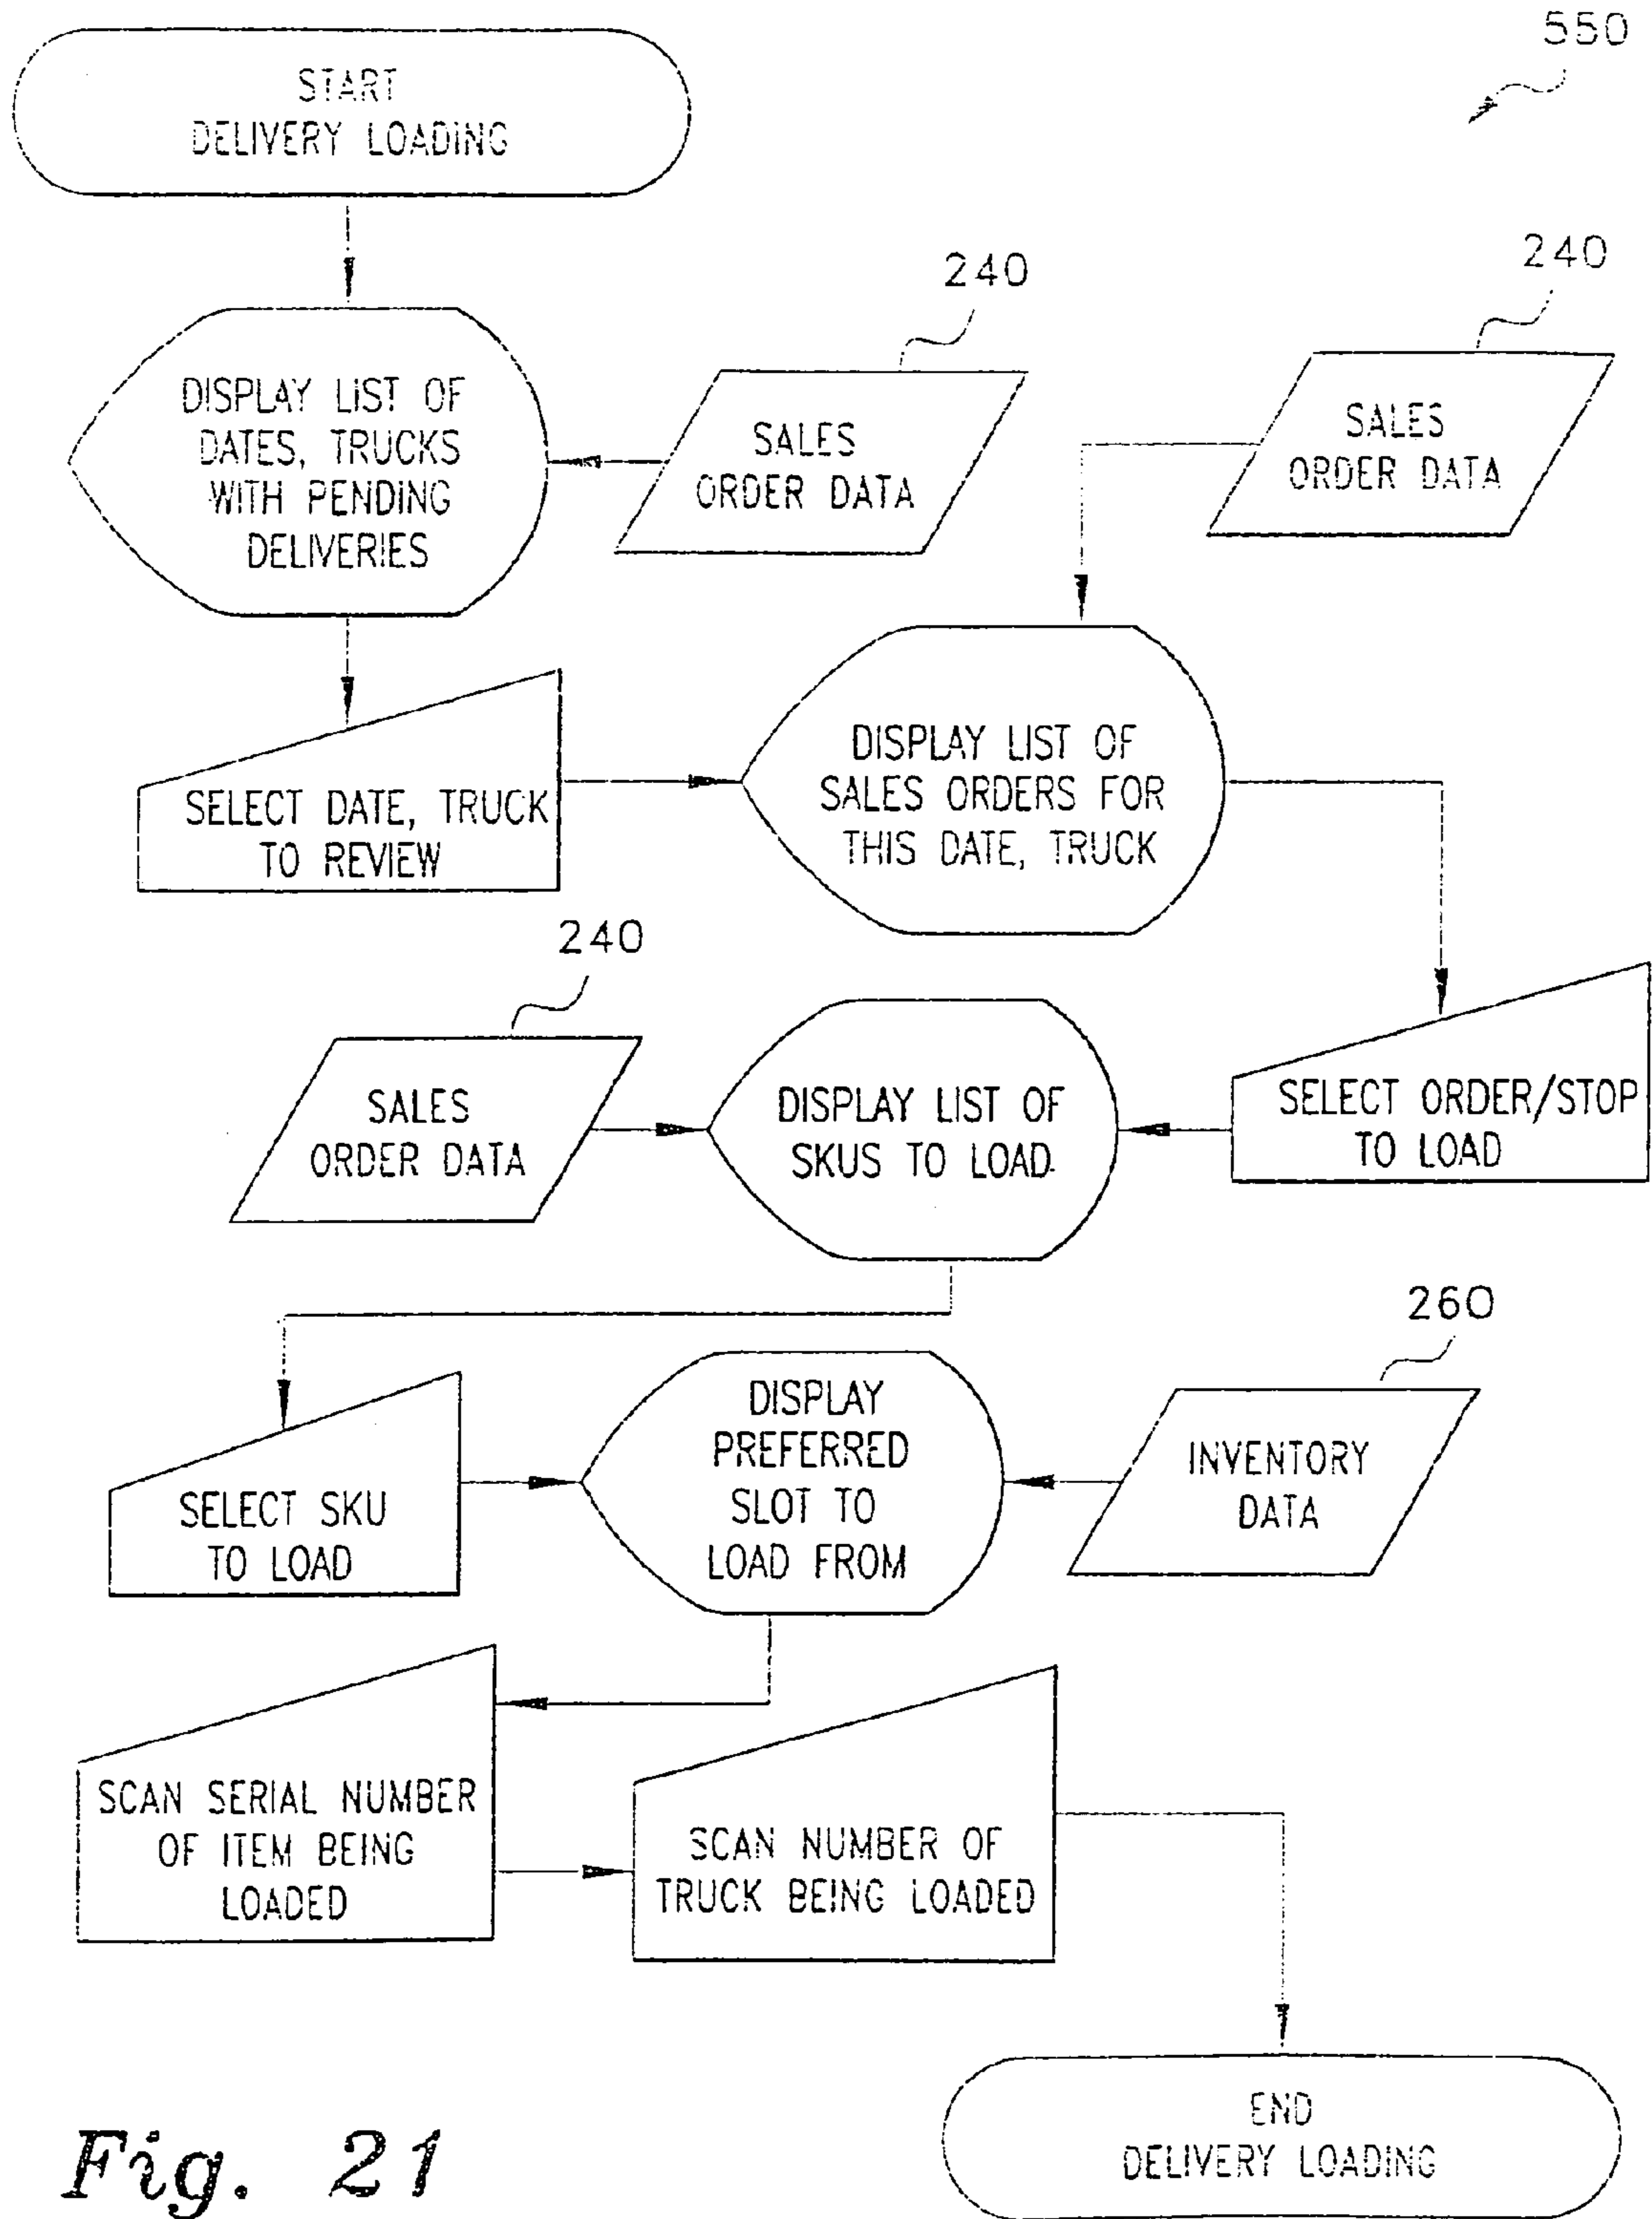 550
START
DELIVERY LOADING
240
240
DISPLAY LIST OF
DATES, TRUCKS
WITH PENDING
DELIVERIES
SALES
ORDER DATA
SALES
ORDER DATA
SELECT DATE, TRUCK
TO REVIEW
DISPLAY LIST OF
SALES ORDERS FOR
THIS DATE, TRUCK
240
SALES
ORDER DATA
DISPLAY LIST OF
SKUS TO LOAD
SELECT ORDER/STOP
TO LOAD
260
SELECT SKU
TO LOAD
DISPLAY
PREFERRED
SLOT TO
LOAD FROM
INVENTORY
DATA
SCAN SERIAL NUMBER
OF ITEM BEING
LOADED
SCAN NUMBER OF
TRUCK BEING LOADED
END
DELIVERY LOADING
Fig. 21